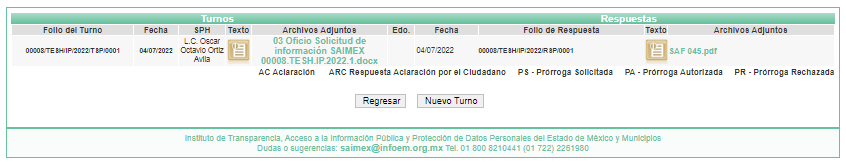 Turnos Respuestas
Folio del Turno Fecha SPH Texto Archivos Adjuntos Edo. Fecha Folio de Respuesta Texto Archivos Adjuntos
00008/TESH/IP/2022/TSP/0001 04/07/2022 L.C. Oscar Octavio Ortiz Avila 03 Oficio Solicitud de información SAIMEX 00008.TESH.IP.2022.1.docx 04/07/2022 00008/TESH/IP/2022/RSP/0001 SAF 045.pdf
AC Aclaración ARC Respuesta Aclaración por el Ciudadano PS - Prórroga Solicitada PA - Prórroga Autorizada PR - Prórroga Rechazada
Regresar Nuevo Turno
Instituto de Transparencia, Acceso a la Información Pública y Protección de Datos Personales del Estado de México y Municipios
Dudas o sugerencias: saimex@infoem.org.mx Tel. 01 800 8210441 (01 722) 2261980